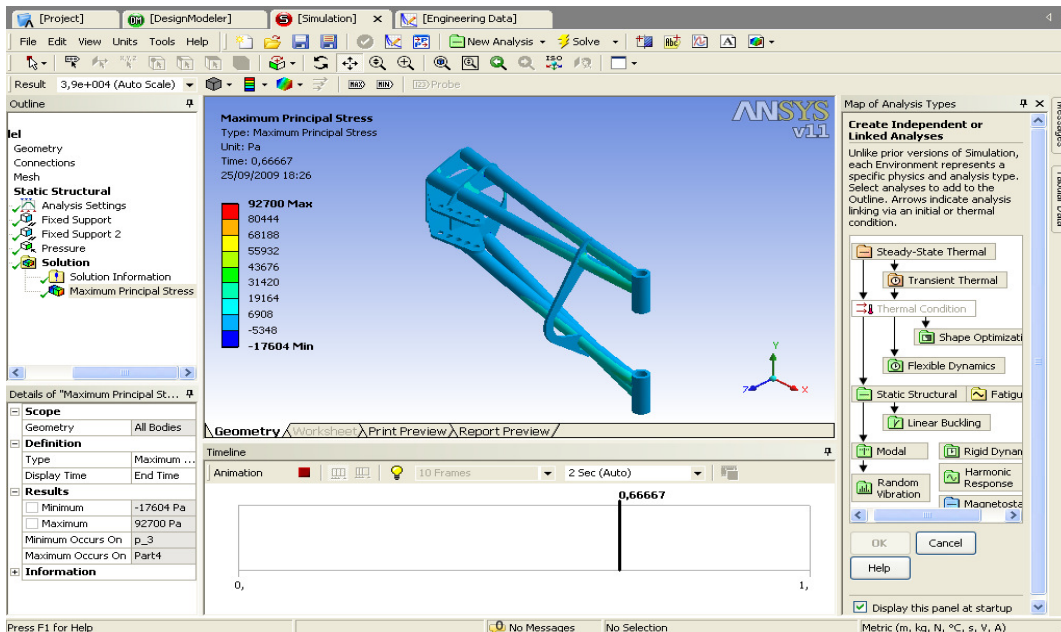 [Project] [DesignModeler] [Simulation] [Engineering Data]
File Edit View Units Tools Help New Analysis Solve
Result 3,9e+004 (Auto Scale) MAX MIN Probe
Outline
del
Geometry
Connections
Mesh
Static Structural
Analysis Settings
Fixed Support
Fixed Support 2
Pressure
Solution
Solution Information
Maximum Principal Stress
Details of "Maximum Principal St...
Scope
Geometry All Bodies
Definition
Type Maximum ...
Display Time End Time
Results
Minimum -17604 Pa
Maximum 92700 Pa
Minimum Occurs On p_3
Maximum Occurs On Part4
Information
Maximum Principal Stress
Type: Maximum Principal Stress
Unit: Pa
Time: 0,66667
25/09/2009 18:26
92700 Max
80444
68188
55932
43676
31420
19164
6908
-5348
-17604 Min
ANSYS
v11
Y
Z X
Geometry Worksheet Print Preview Report Preview
Timeline
Animation 10 Frames 2 Sec (Auto)
0,66667
0, 1,
Map of Analysis Types
Create Independent or
Linked Analyses
Unlike prior versions of Simulation,
each Environment represents a
specific physics and analysis type.
Select analyses to add to the
Outline. Arrows indicate analysis
linking via an initial or thermal
condition.
Steady-State Thermal
Transient Thermal
Thermal Condition
Shape Optimizati
Flexible Dynamics
Static Structural Fatigu
Linear Buckling
Modal Rigid Dynan
Random
Vibration
Harmonic
Response
Magnetosta
OK Cancel
Help
Display this panel at startup
Messages
Press F1 for Help 0 No Messages No Selection Metric (m, kg, N, °C, s, V, A)